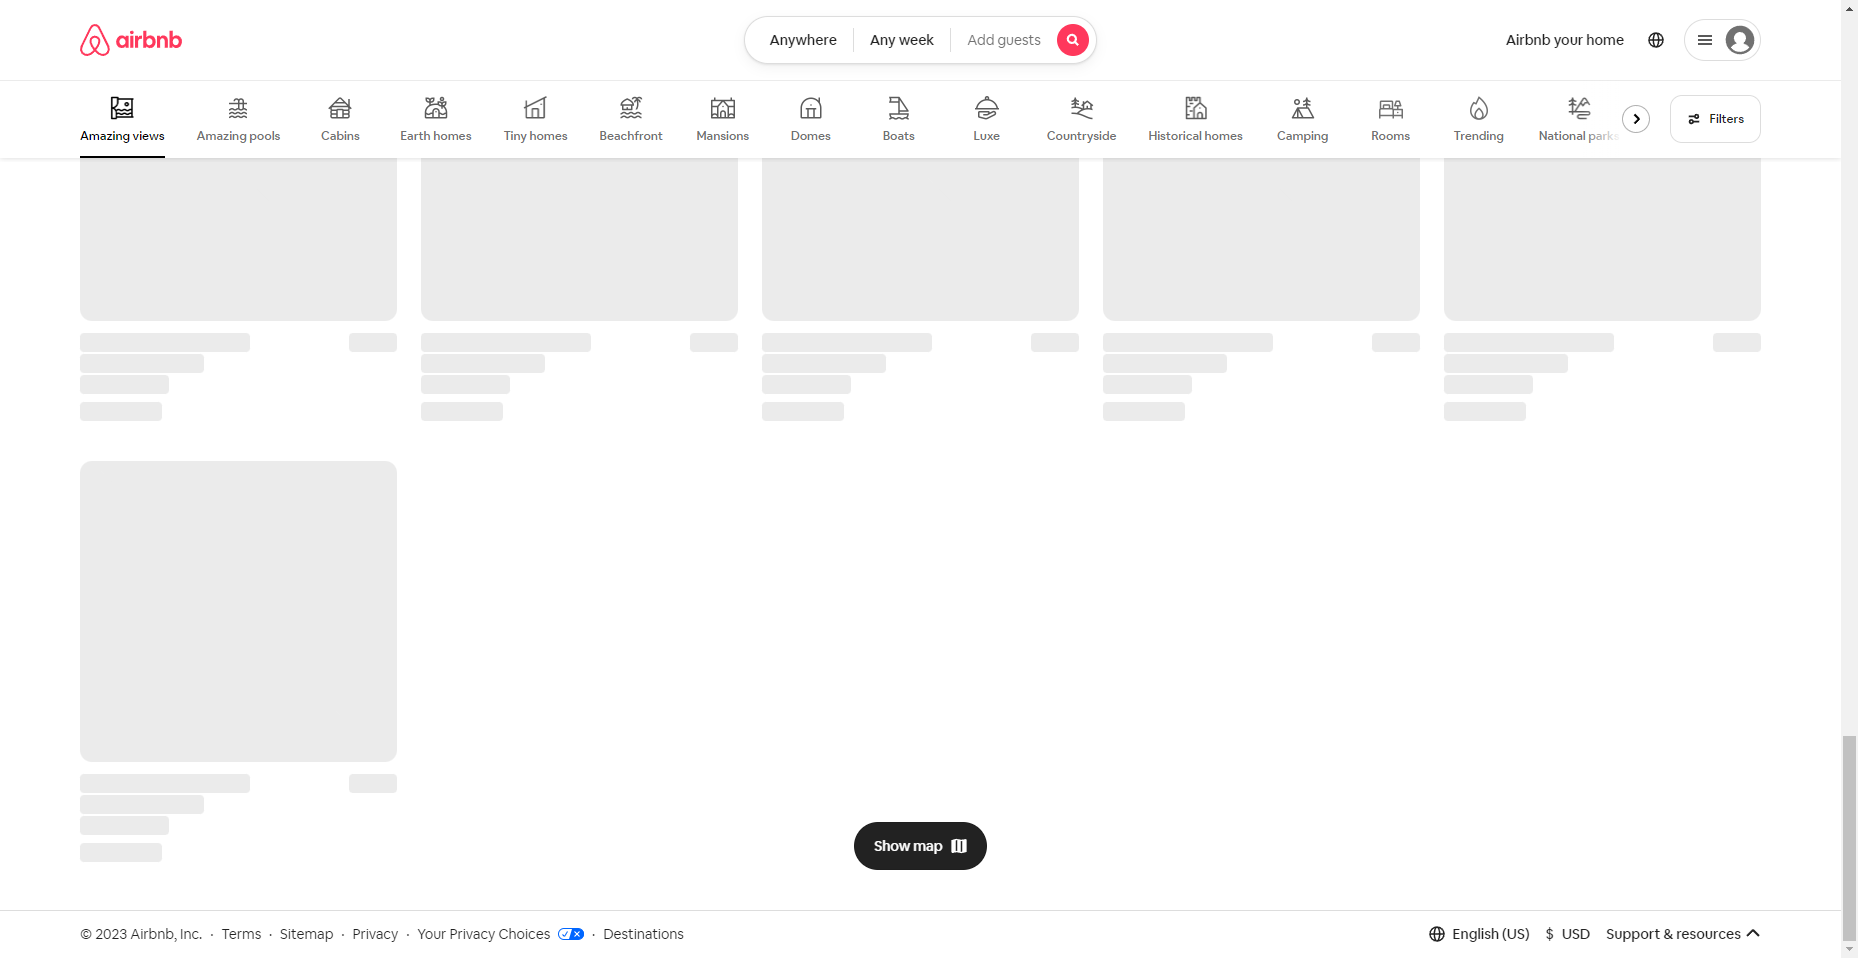 airbnb
Anywhere
Any week
Add guests
Airbnb your home
Amazing views
Amazing pools
Cabins
Earth homes
Tiny homes
Beachfront
Mansions
Domes
Boats
Luxe
Countryside
Historical homes
Camping
Rooms
Trending
National parks
Filters
Show map
© 2023 Airbnb, Inc. · Terms · Sitemap · Privacy · Your Privacy Choices · Destinations
English (US) $ USD Support & resources